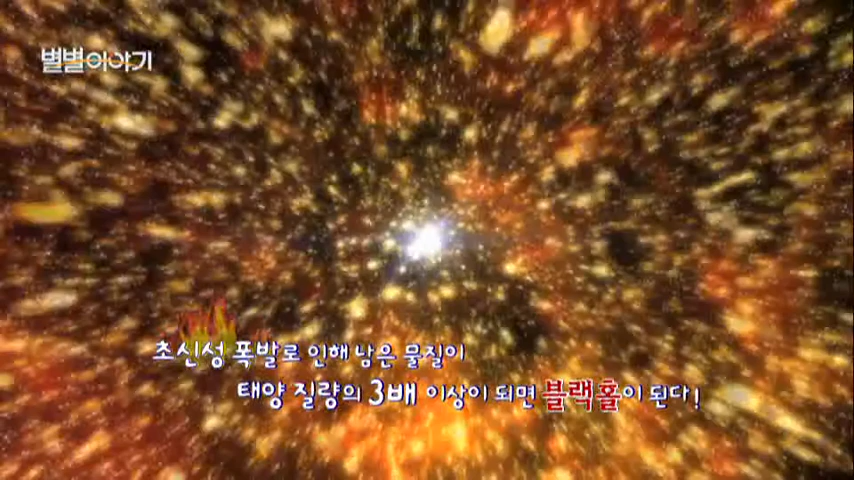 별별이야기
초신성 폭발로 인해 남은 물질이
태양 질량의 3배 이상이 되면 블랙홀이 된다!